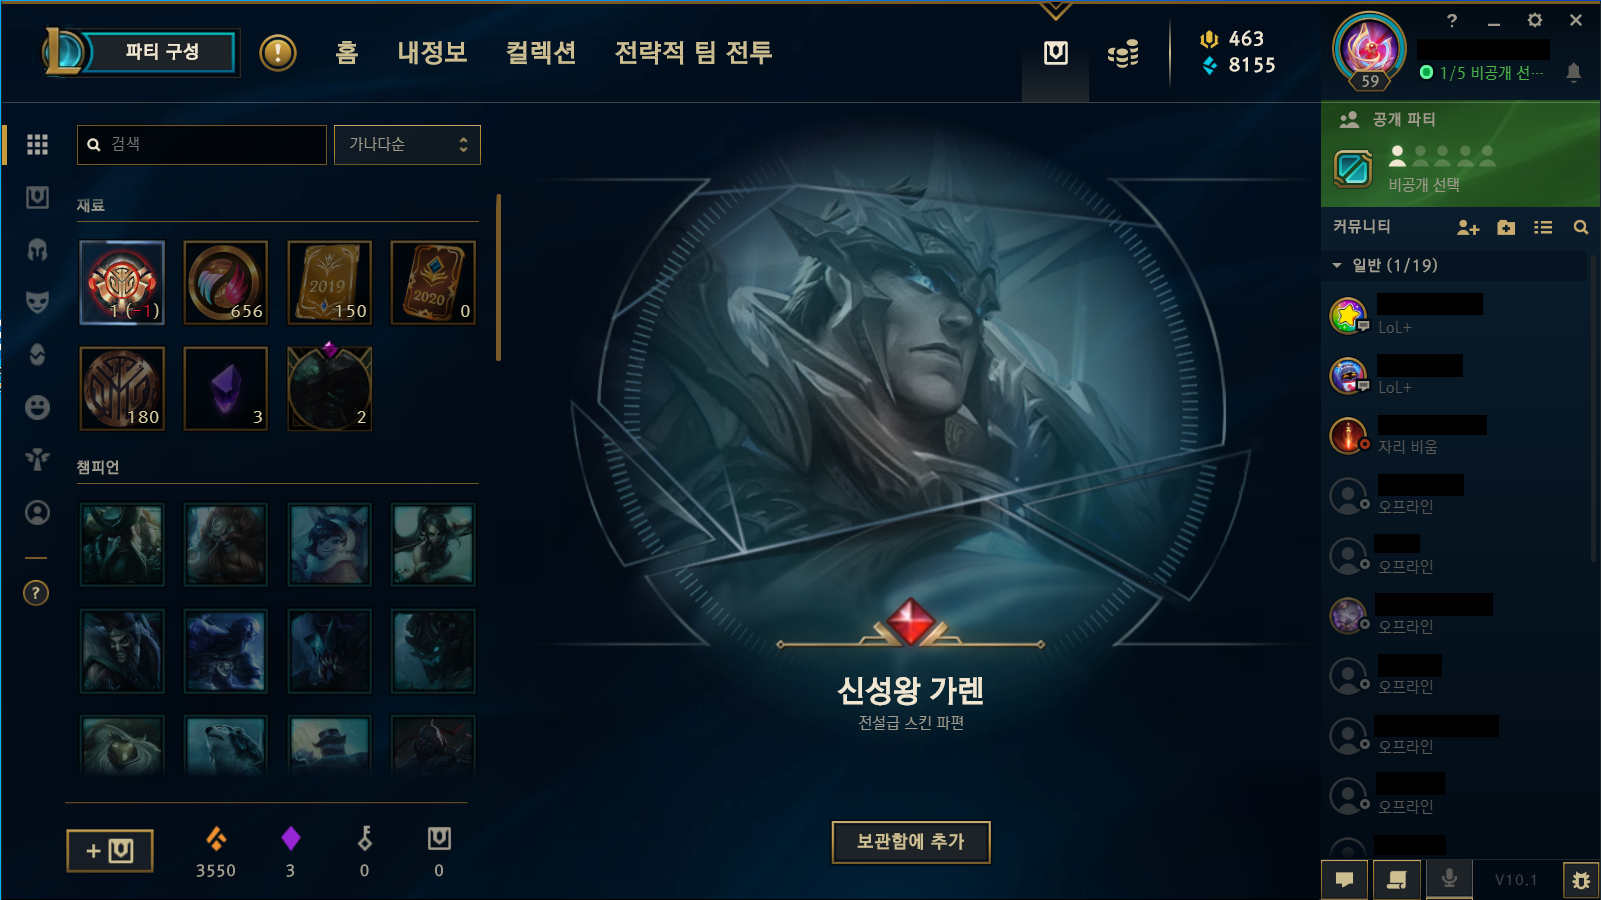 파티 구성
홈
내정보
컬렉션
전략적 팀 전투
463
8155
59
1/5 비공개 선···
공개 파티
비공개 선택
검색
가나다순
재료
1 (-1)
656
2019
150
2020
0
180
3
2
챔피언
신성왕 가렌
전설급 스킨 파편
보관함에 추가
3550
3
0
0
커뮤니티
일반 (1/19)
LoL+
LoL+
자리 비움
오프라인
오프라인
오프라인
오프라인
오프라인
오프라인
V10.1